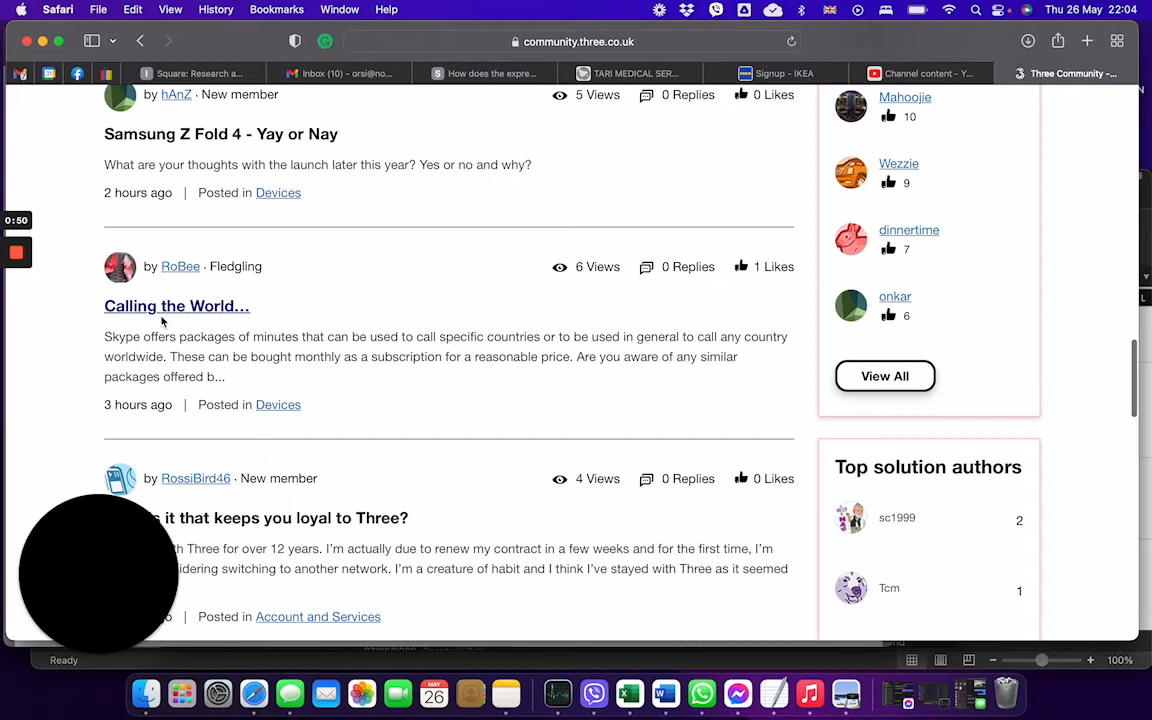 Safari File Edit View History Bookmarks Window Help Thu 26 May 22:04
community.three.co.uk
Square: Research a... Inbox (10) – orsi@no... How does the expre... TARI MEDICAL SER... Signup - IKEA Channel content - Y... Three Community -...
by hAnZ · New member 5 Views 0 Replies 0 Likes
Samsung Z Fold 4 - Yay or Nay
What are your thoughts with the launch later this year? Yes or no and why?
2 hours ago | Posted in Devices
0:50
by RoBee · Fledgling 6 Views 0 Replies 1 Likes
Calling the World...
Skype offers packages of minutes that can be used to call specific countries or to be used in general to call any country
worldwide. These can be bought monthly as a subscription for a reasonable price. Are you aware of any similar
packages offered b...
3 hours ago | Posted in Devices
by RossiBird46 · New member 4 Views 0 Replies 0 Likes
it that keeps you loyal to Three?
Three for over 12 years. I'm actually due to renew my contract in a few weeks and for the first time, I'm
switching to another network. I'm a creature of habit and I think I've stayed with Three as it seemed
Posted in Account and Services
Mahoojie
10
Wezzie
9
dinnertime
7
onkar
6
View All
Top solution authors
sc1999 2
Tcm 1
Ready 100%
MAY
26